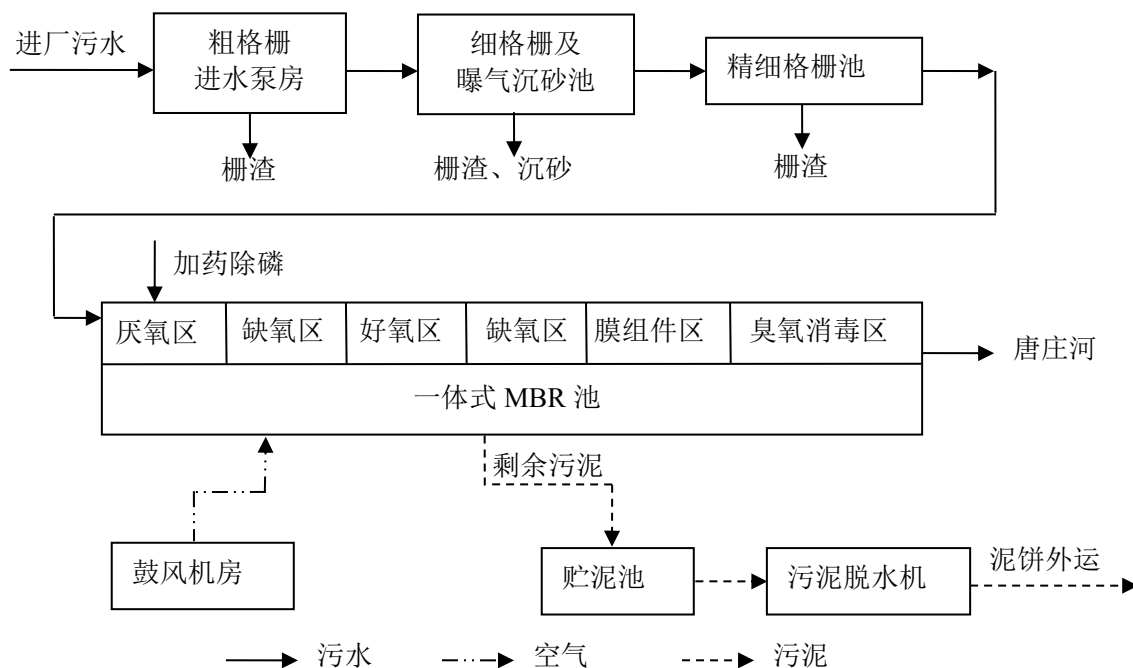 进厂污水
粗格栅
进水泵房
细格栅及
曝气沉砂池
精细格栅池
栅渣
栅渣、沉砂
栅渣
加药除磷
厌氧区
缺氧区
好氧区
缺氧区
膜组件区
臭氧消毒区
唐庄河
一体式 MBR 池
剩余污泥
鼓风机房
贮泥池
污泥脱水机
泥饼外运
污水
空气
污泥